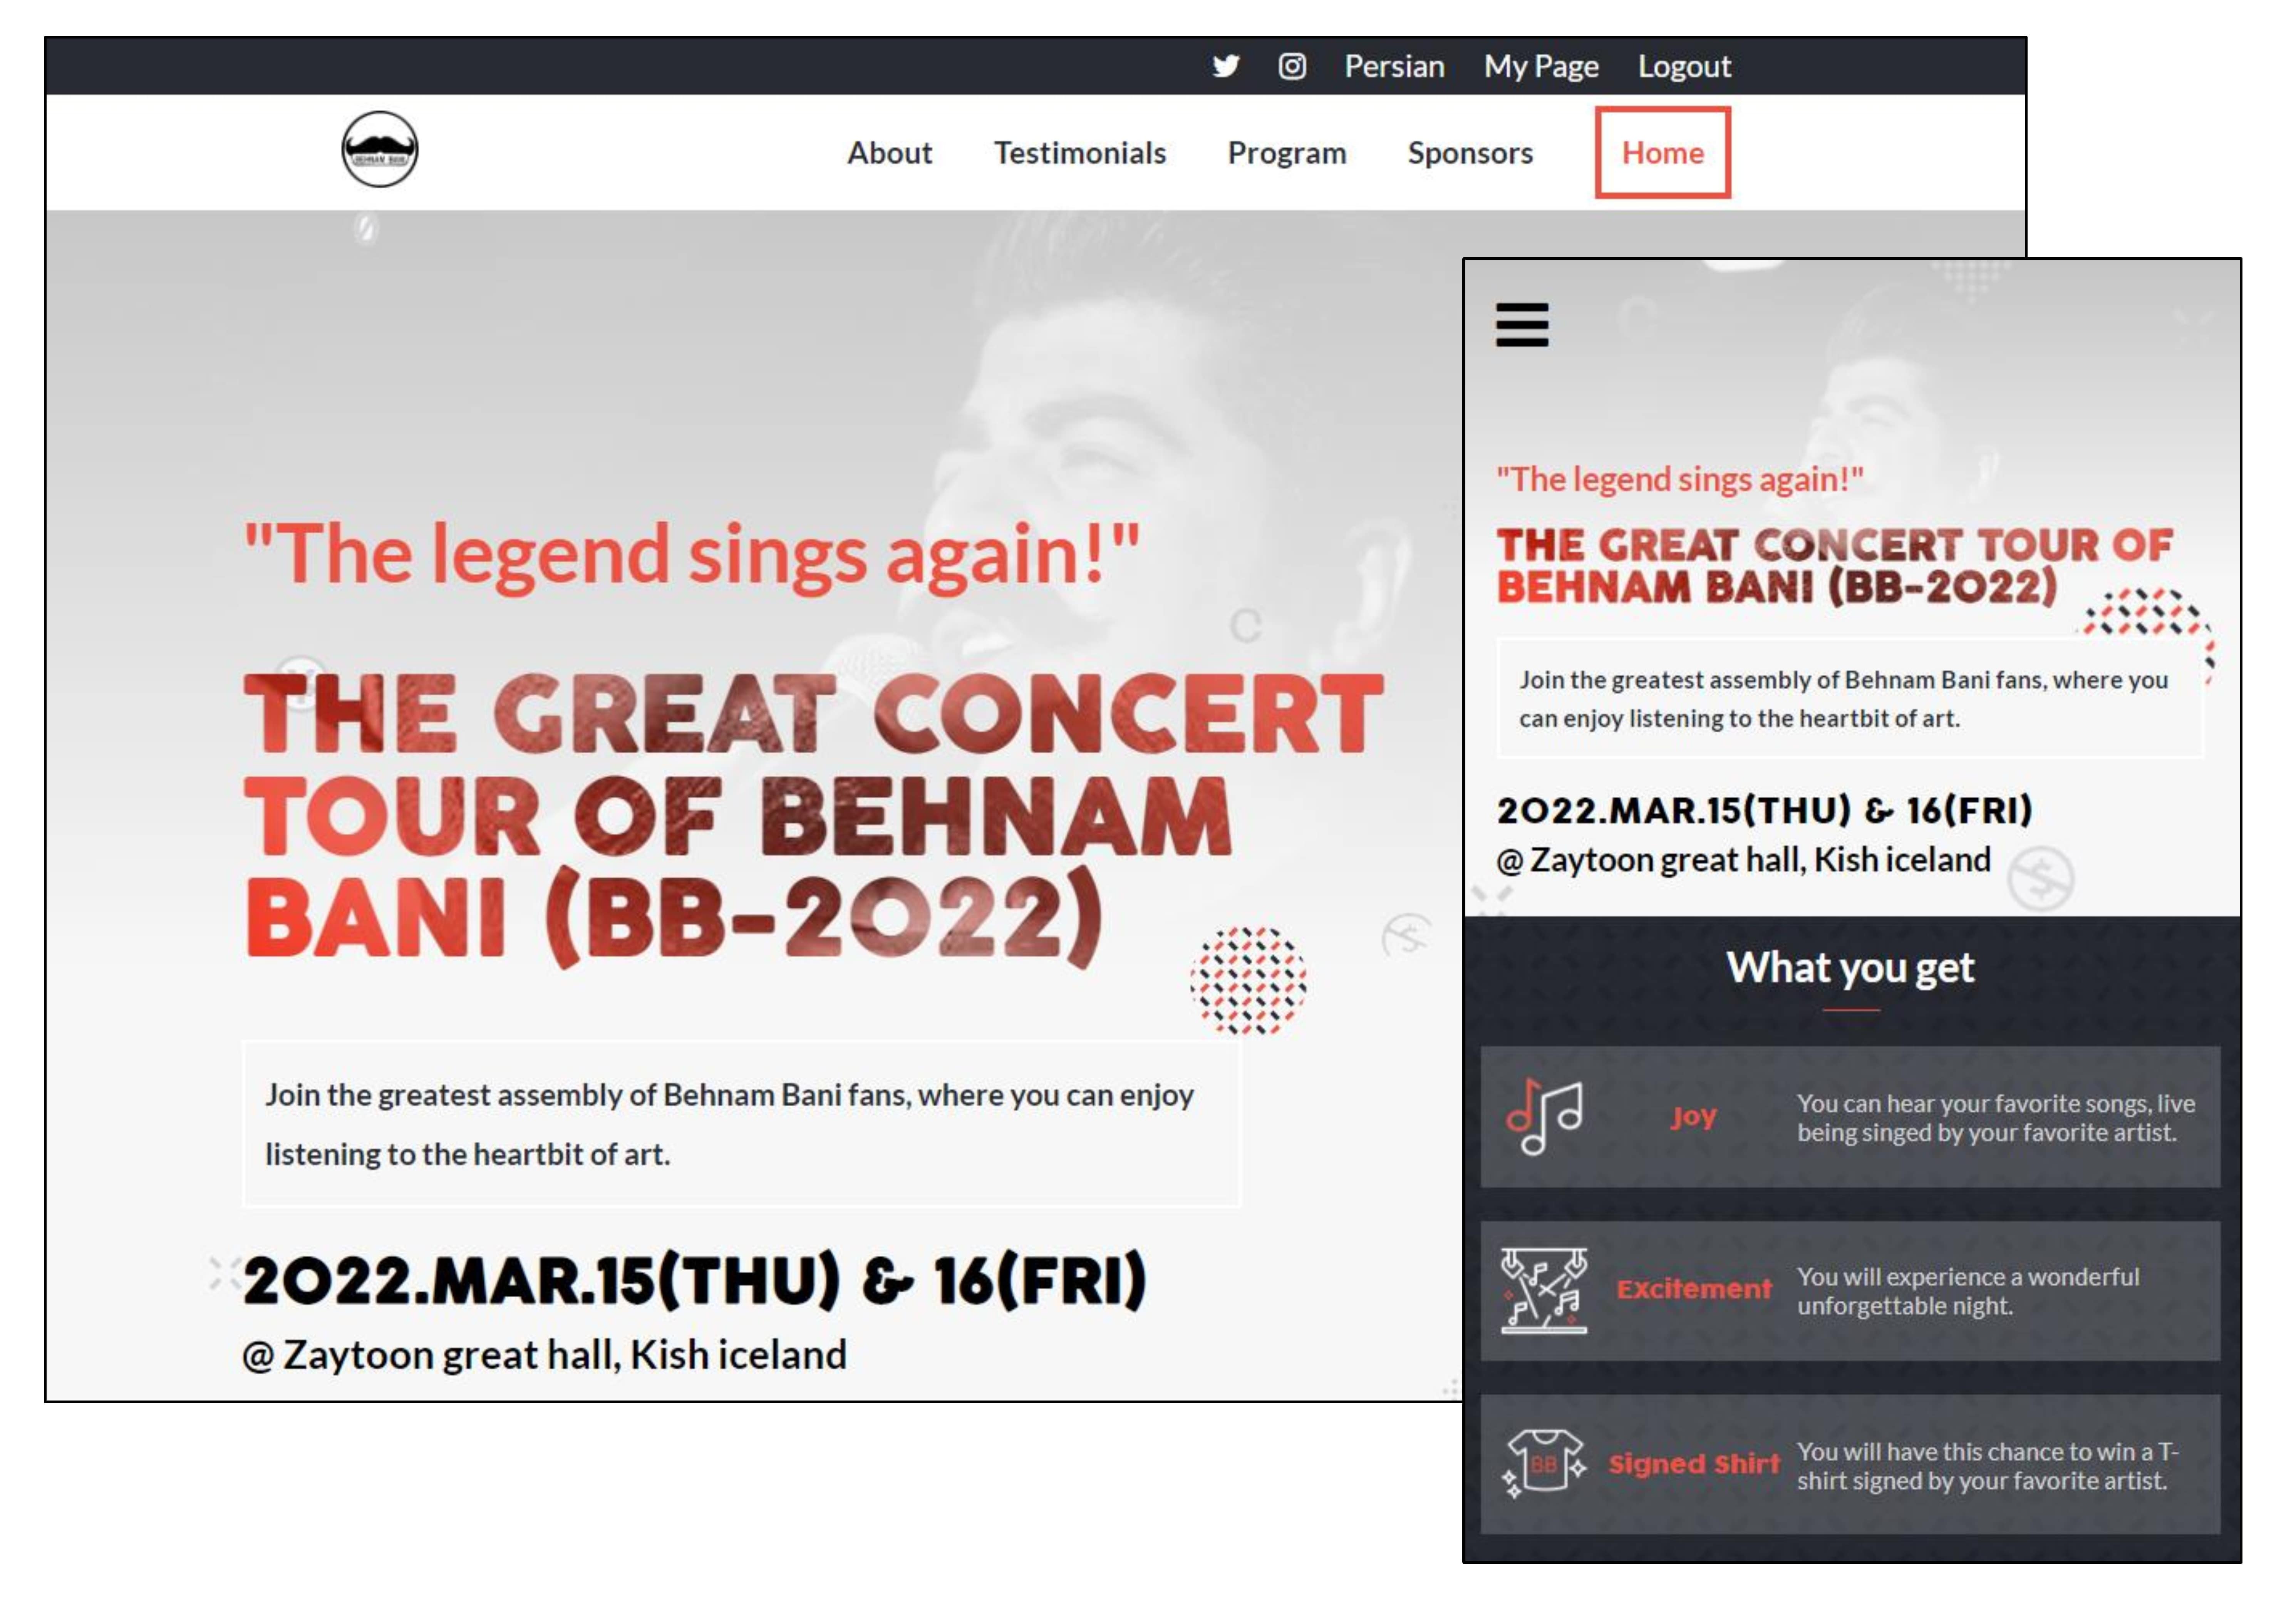 Persian My Page Logout
BEHNAM BANI
About Testimonials Program Sponsors Home
"The legend sings again!"
THE GREAT CONCERT
TOUR OF BEHNAM
BANI (BB-2022)
Join the greatest assembly of Behnam Bani fans, where you can enjoy
listening to the heartbit of art.
2022.MAR.15(THU) & 16(FRI)
@ Zaytoon great hall, Kish iceland
"The legend sings again!"
THE GREAT CONCERT TOUR OF
BEHNAM BANI (BB-2022)
Join the greatest assembly of Behnam Bani fans, where you
can enjoy listening to the heartbit of art.
2022.MAR.15(THU) & 16(FRI)
@ Zaytoon great hall, Kish iceland
What you get
Joy
You can hear your favorite songs, live
being singed by your favorite artist.
Excitement
You will experience a wonderful
unforgettable night.
BB
Signed Shirt
You will have this chance to win a T-
shirt signed by your favorite artist.